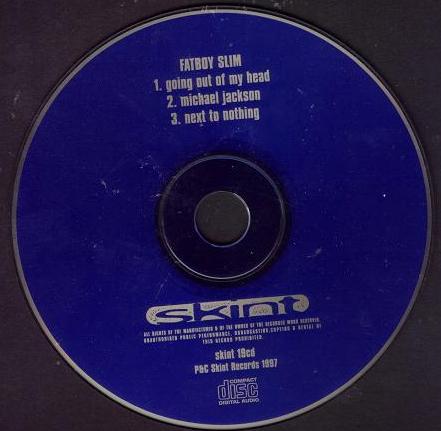 FATBOY SLIM
1. going out of my head
2. michael jackson
3. next to nothing
skint
ALL RIGHTS OF THE MANUFACTURER & OF THE OWNER OF THE RECORDED WORK RESERVED.
UNAUTHORISED PUBLIC PERFORMANCE, BROADCASTING, COPYING & RENTAL OF
THIS RECORD PROHIBITED.
skint 19cd
P&C Skint Records 1997
COMPACT
disc
DIGITAL AUDIO